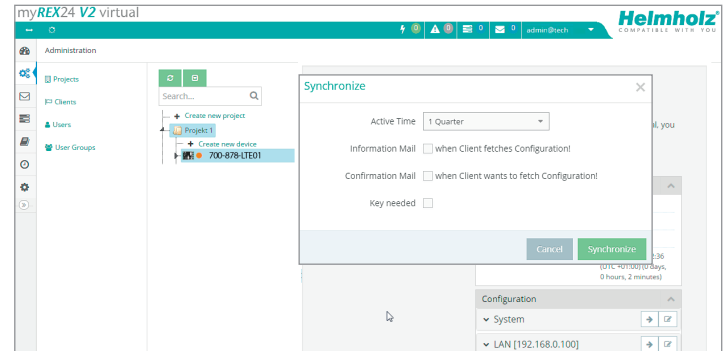 myREX24 V2 virtual
Helmholz®
COMPATIBLE WITH YOU
0
0
0
0
admin@tech
Administration
Projects
Clients
Users
User Groups
Search...
Create new project
Projekt 1
Create new device
700-878-LTE01
Synchronize
Active Time
1 Quarter
Information Mail
when Client fetches Configuration!
Confirmation Mail
when Client wants to fetch Configuration!
Key needed
Cancel
Synchronize
al, you
2:36
(UTC +01:00) (0 days,
0 hours, 2 minutes)
Configuration
System
LAN [192.168.0.100]